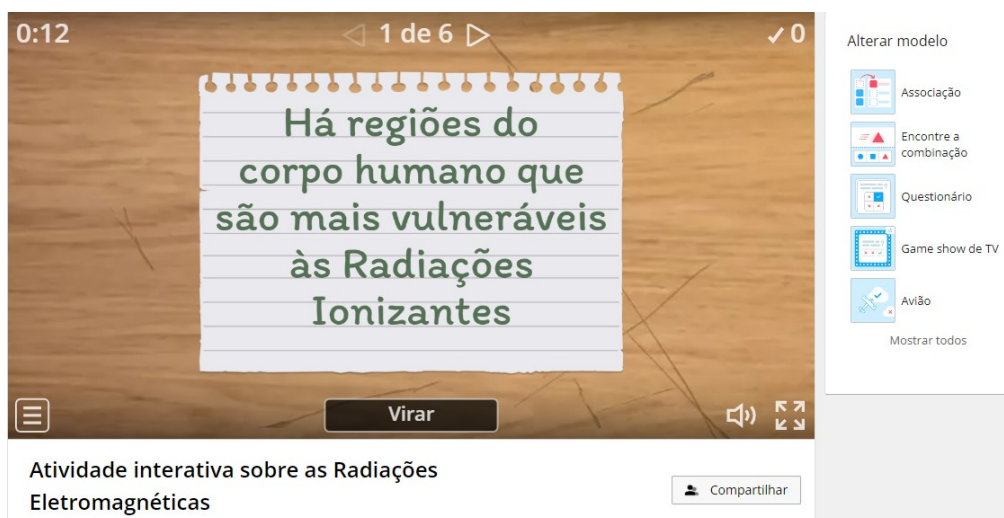 0:12
1 de 6
0
Há regiões do
corpo humano que
são mais vulneráveis
às Radiações
Ionizantes
Virar
Atividade interativa sobre as Radiações
Eletromagnéticas
Compartilhar
Alterar modelo
Associação
Encontre a
combinação
Questionário
Game show de TV
Avião
Mostrar todos